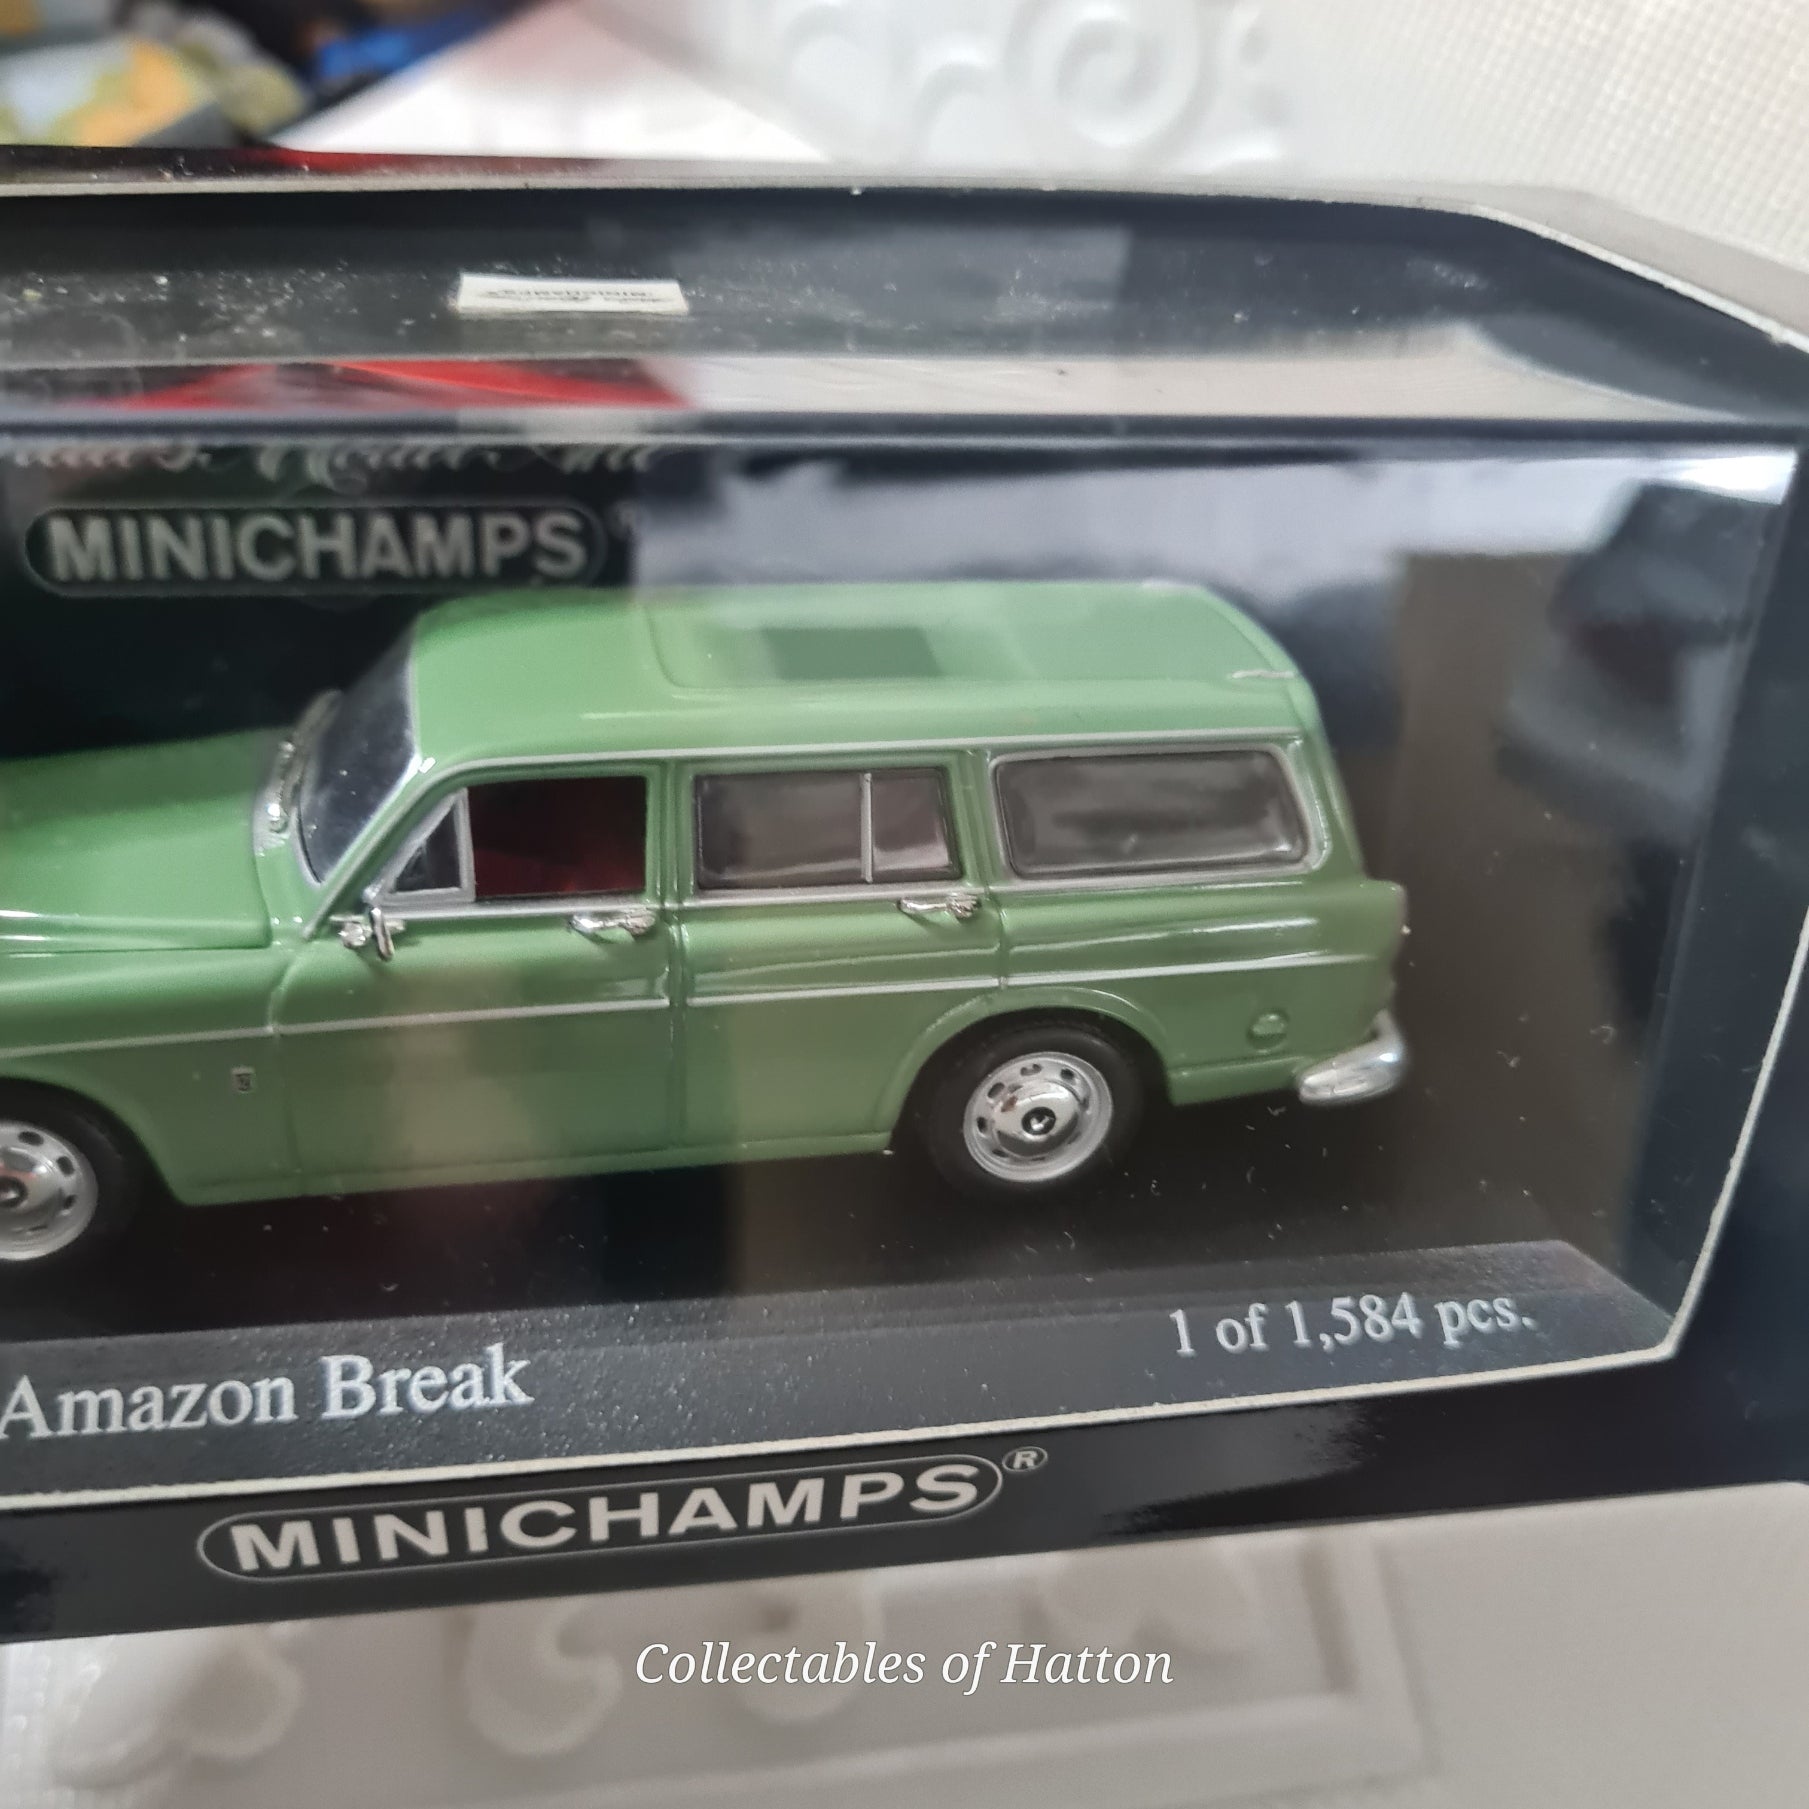 MINICHAMPS
Amazon Break
1 of 1,584 pcs.
MINICHAMPS®
Collectables of Hatton